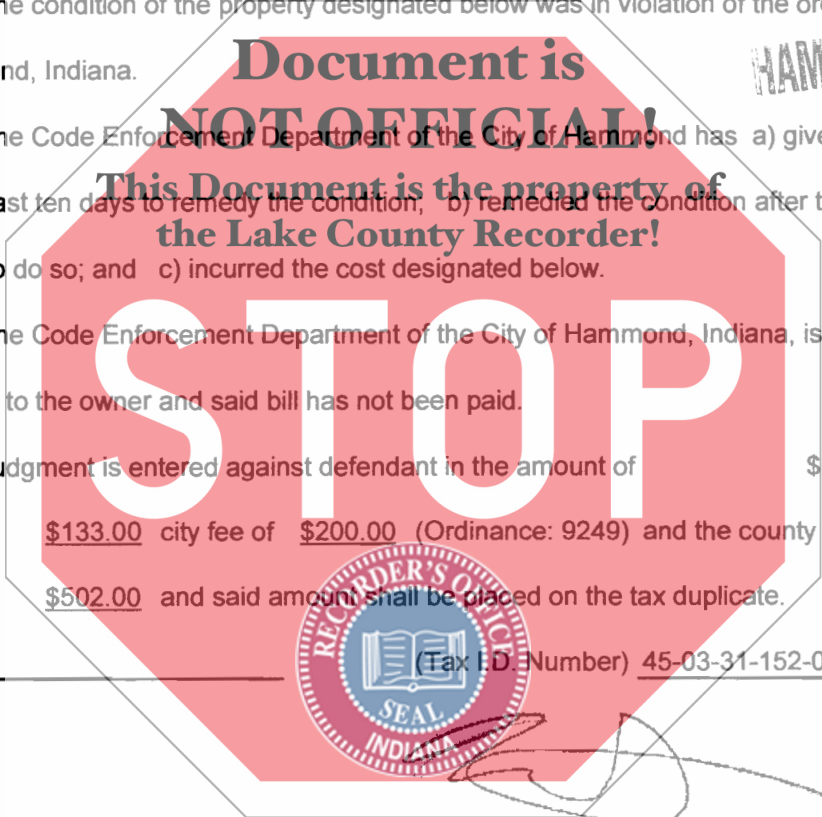 he condition of the property designated below was in violation of the or
nd, Indiana.
Document is
HAM
NOT OFFICIAL!
he Code Enforcement Department of the City of Hammond has a) give
This Document is the property of
ast ten days to remedy the condition; b) remedied the condition after t
the Lake County Recorder!
o do so; and c) incurred the cost designated below.
STOP
he Code Enforcement Department of the City of Hammond, Indiana, is
to the owner and said bill has not been paid.
udgment is entered against defendant in the amount of $
$133.00 city fee of $200.00 (Ordinance: 9249) and the county
$502.00 and said amount shall be placed on the tax duplicate.
(Tax I.D. Number) 45-03-31-152-0
RECORDER'S OFFICE
SEAL
INDIANA